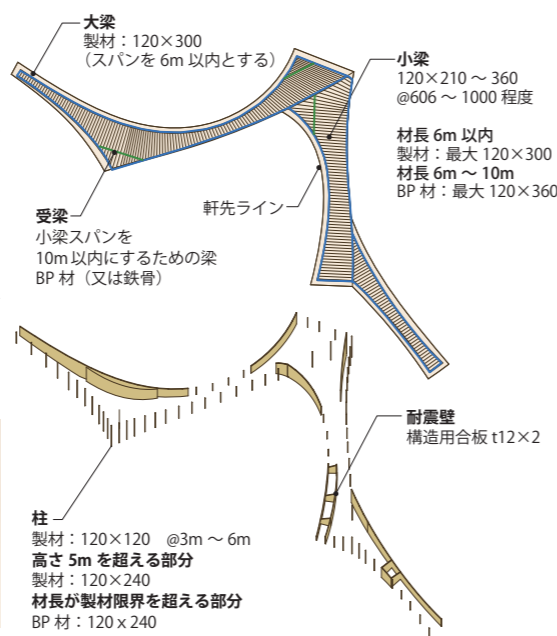 大梁
製材：120×300
（スパンを 6m 以内とする）
小梁
120×210 ～ 360
@606 ～ 1000 程度
材長 6m 以内
製材：最大 120×300
材長 6m ～ 10m
BP 材：最大 120×360
軒先ライン
受梁
小梁スパンを
10m 以内にするための梁
BP 材（又は鉄骨）
耐震壁
構造用合板 t12×2
柱
製材：120×120　@3m ～ 6m
高さ 5m を超える部分
製材：120×240
材長が製材限界を超える部分
BP 材：120 x 240